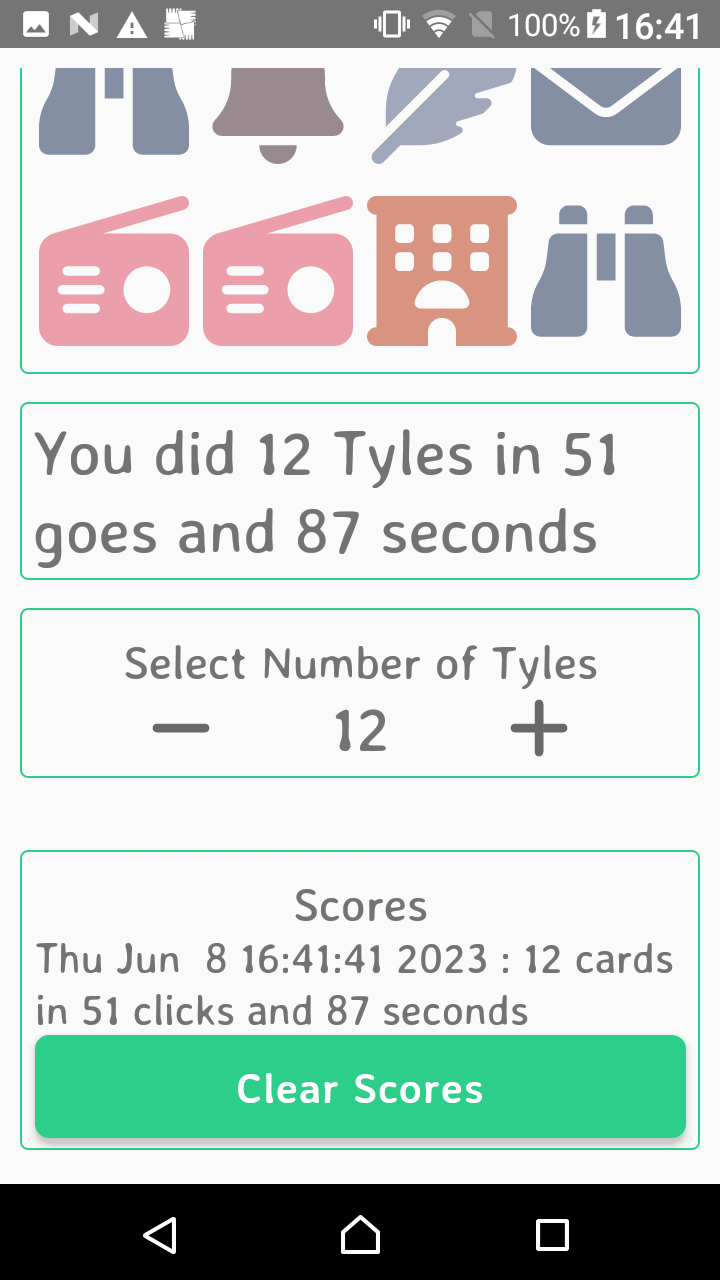 100% 16:41
You did 12 Tyles in 51
goes and 87 seconds
Select Number of Tyles
12
Scores
Thu Jun  8 16:41:41 2023 : 12 cards
in 51 clicks and 87 seconds
Clear Scores